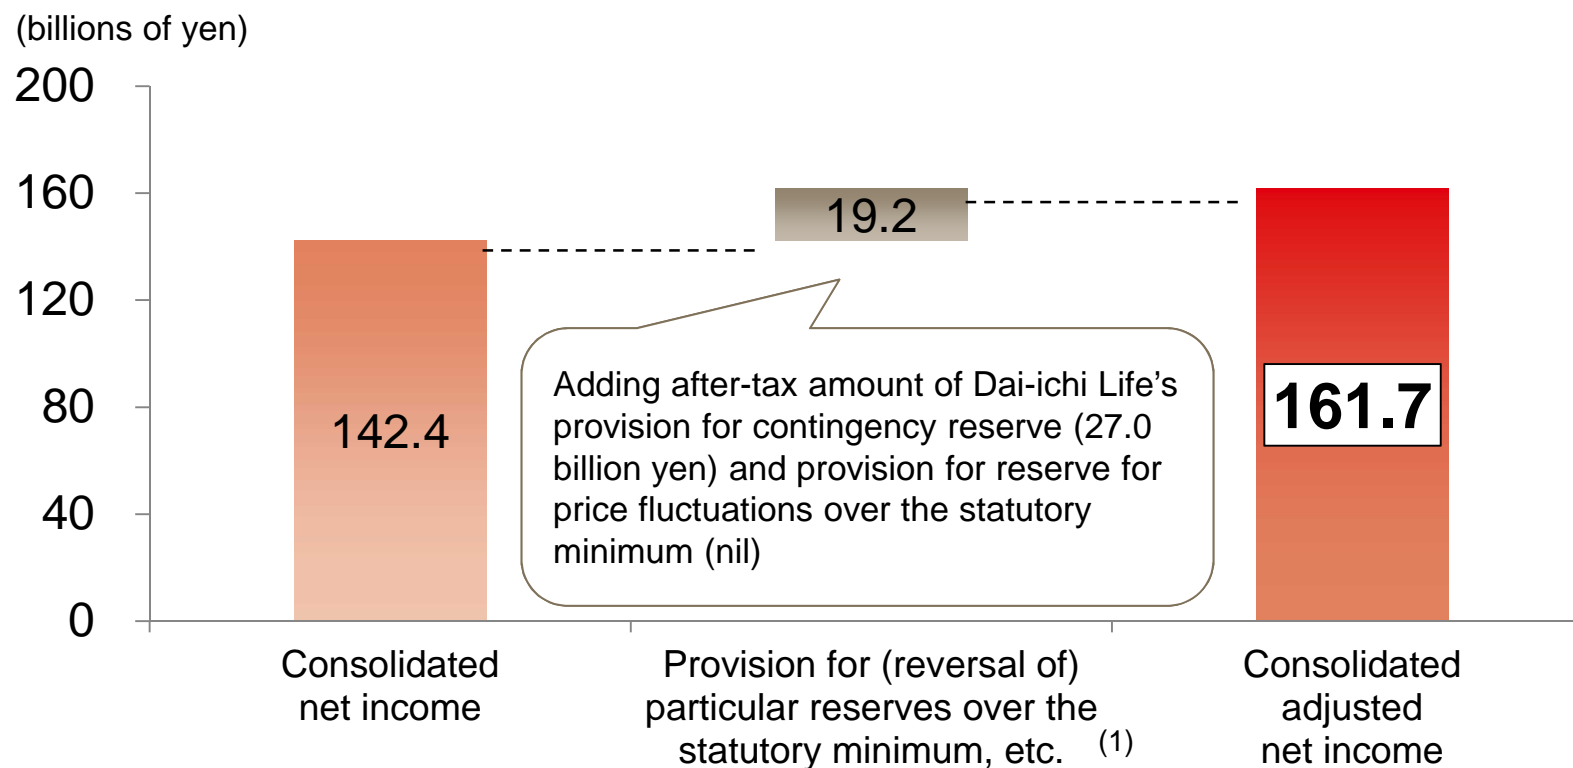 (billions of yen)
200
160
120
80
40
0
142.4
19.2
161.7
Adding after-tax amount of Dai-ichi Life’s
provision for contingency reserve (27.0
billion yen) and provision for reserve for
price fluctuations over the statutory
minimum (nil)
Consolidated
net income
Provision for (reversal of)
particular reserves over the
statutory minimum, etc. (1)
Consolidated
adjusted
net income